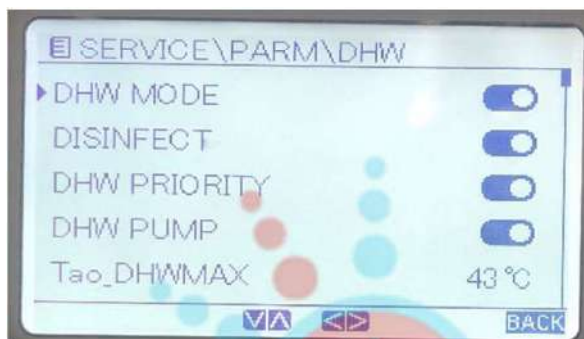 SERVICE\PARM\DHW
DHW MODE
DISINFECT
DHW PRIORITY
DHW PUMP
Tao_DHWMAX 43 °C
BACK